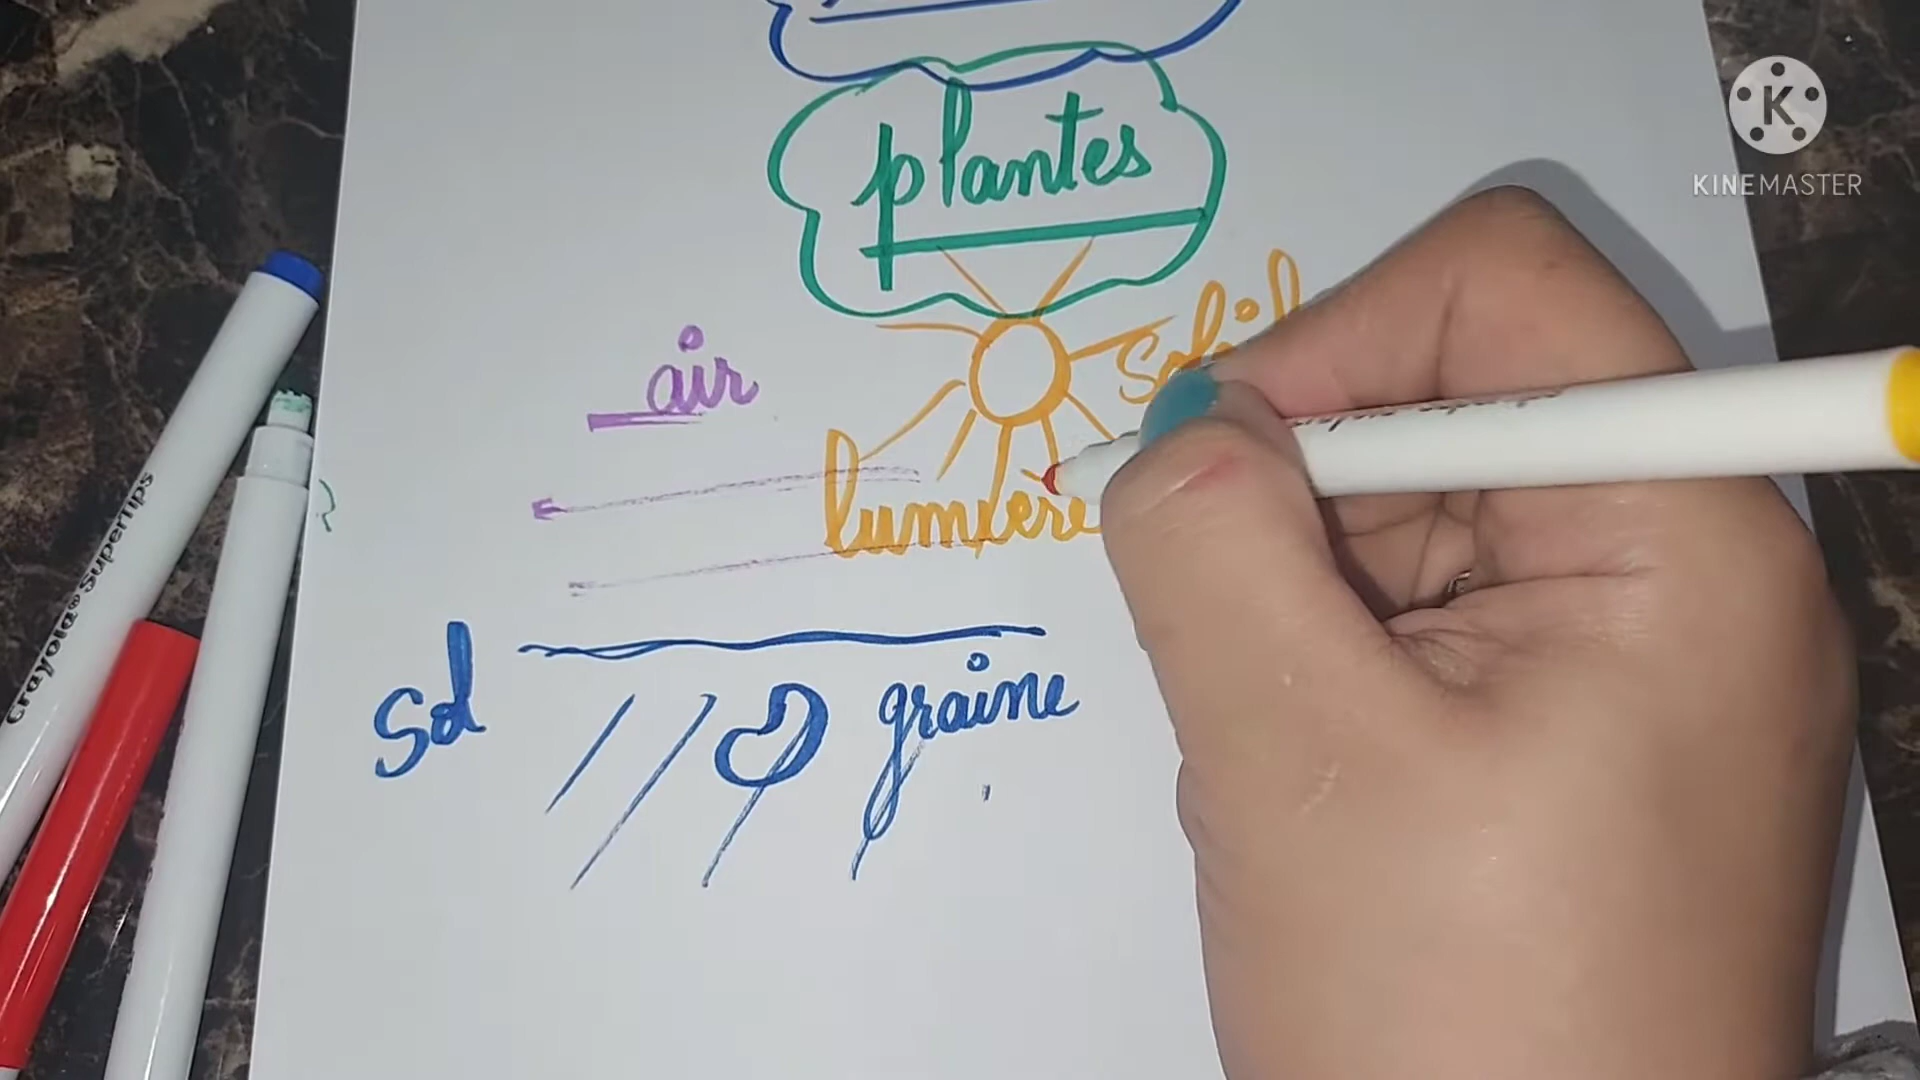 plantes
KINEMASTER
air
lumière
Sol
graine
Crayola® SuperTips